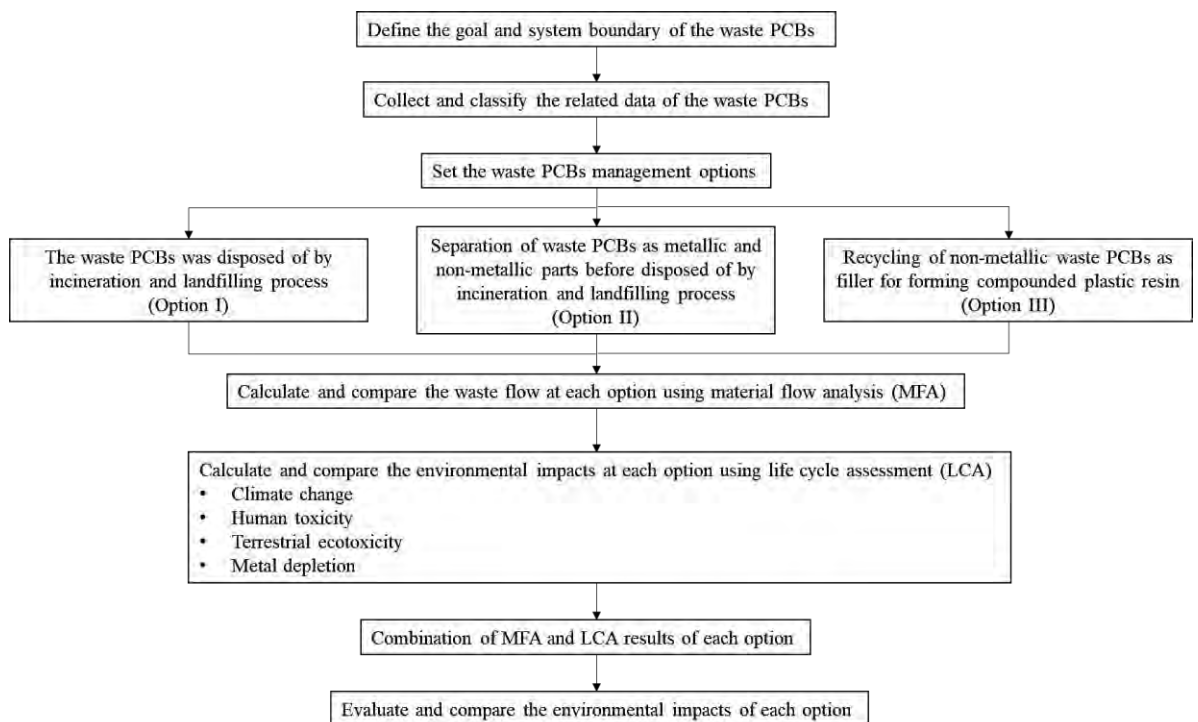 Define the goal and system boundary of the waste PCBs
Collect and classify the related data of the waste PCBs
Set the waste PCBs management options
The waste PCBs was disposed of by
incineration and landfilling process
(Option I)
Separation of waste PCBs as metallic and
non-metallic parts before disposed of by
incineration and landfilling process
(Option II)
Recycling of non-metallic waste PCBs as
filler for forming compounded plastic resin
(Option III)
Calculate and compare the waste flow at each option using material flow analysis (MFA)
Calculate and compare the environmental impacts at each option using life cycle assessment (LCA)
• Climate change
• Human toxicity
• Terrestrial ecotoxicity
• Metal depletion
Combination of MFA and LCA results of each option
Evaluate and compare the environmental impacts of each option